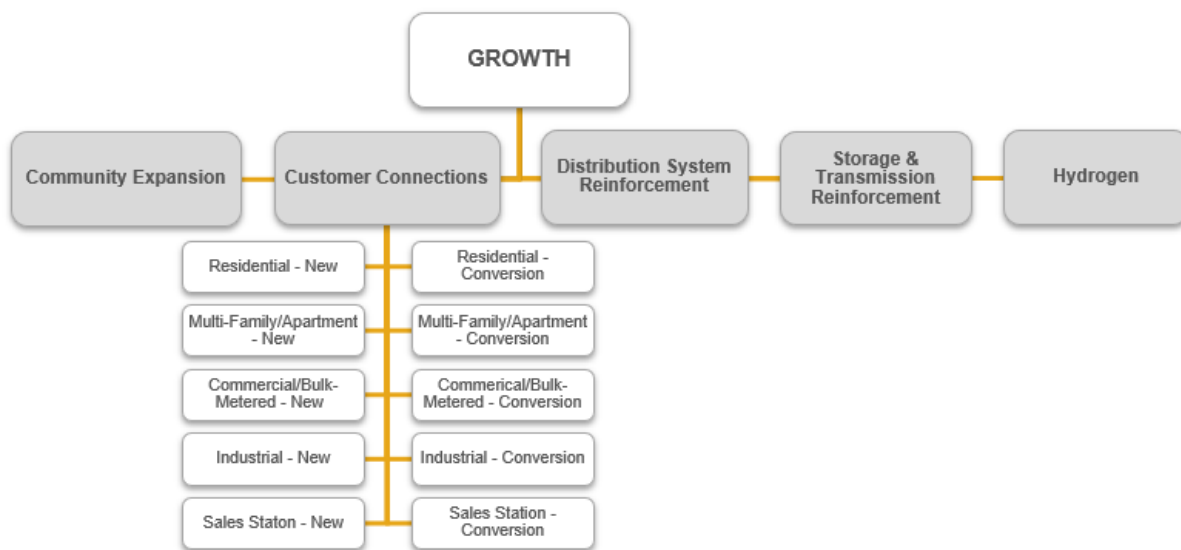 GROWTH
Community Expansion
Customer Connections
Distribution System
Reinforcement
Storage &
Transmission
Reinforcement
Hydrogen
Residential - New
Residential -
Conversion
Multi-Family/Apartment
- New
Multi-Family/Apartment
- Conversion
Commercial/Bulk-
Metered - New
Commerical/Bulk-
Metered - Conversion
Industrial - New
Industrial - Conversion
Sales Staton - New
Sales Station -
Conversion